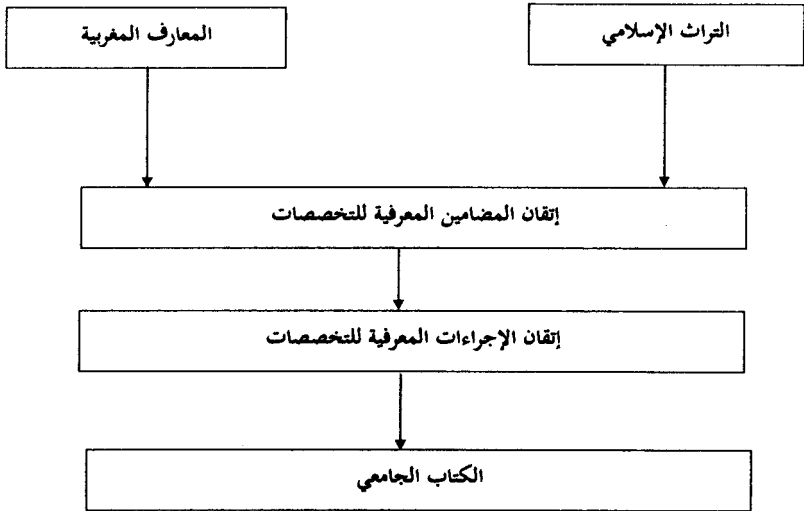 التراث الإسلامي
المعارف المغربية
إتقان المضامين المعرفية للتخصصات
إتقان الإجراءات المعرفية للتخصصات
الكتاب الجامعي